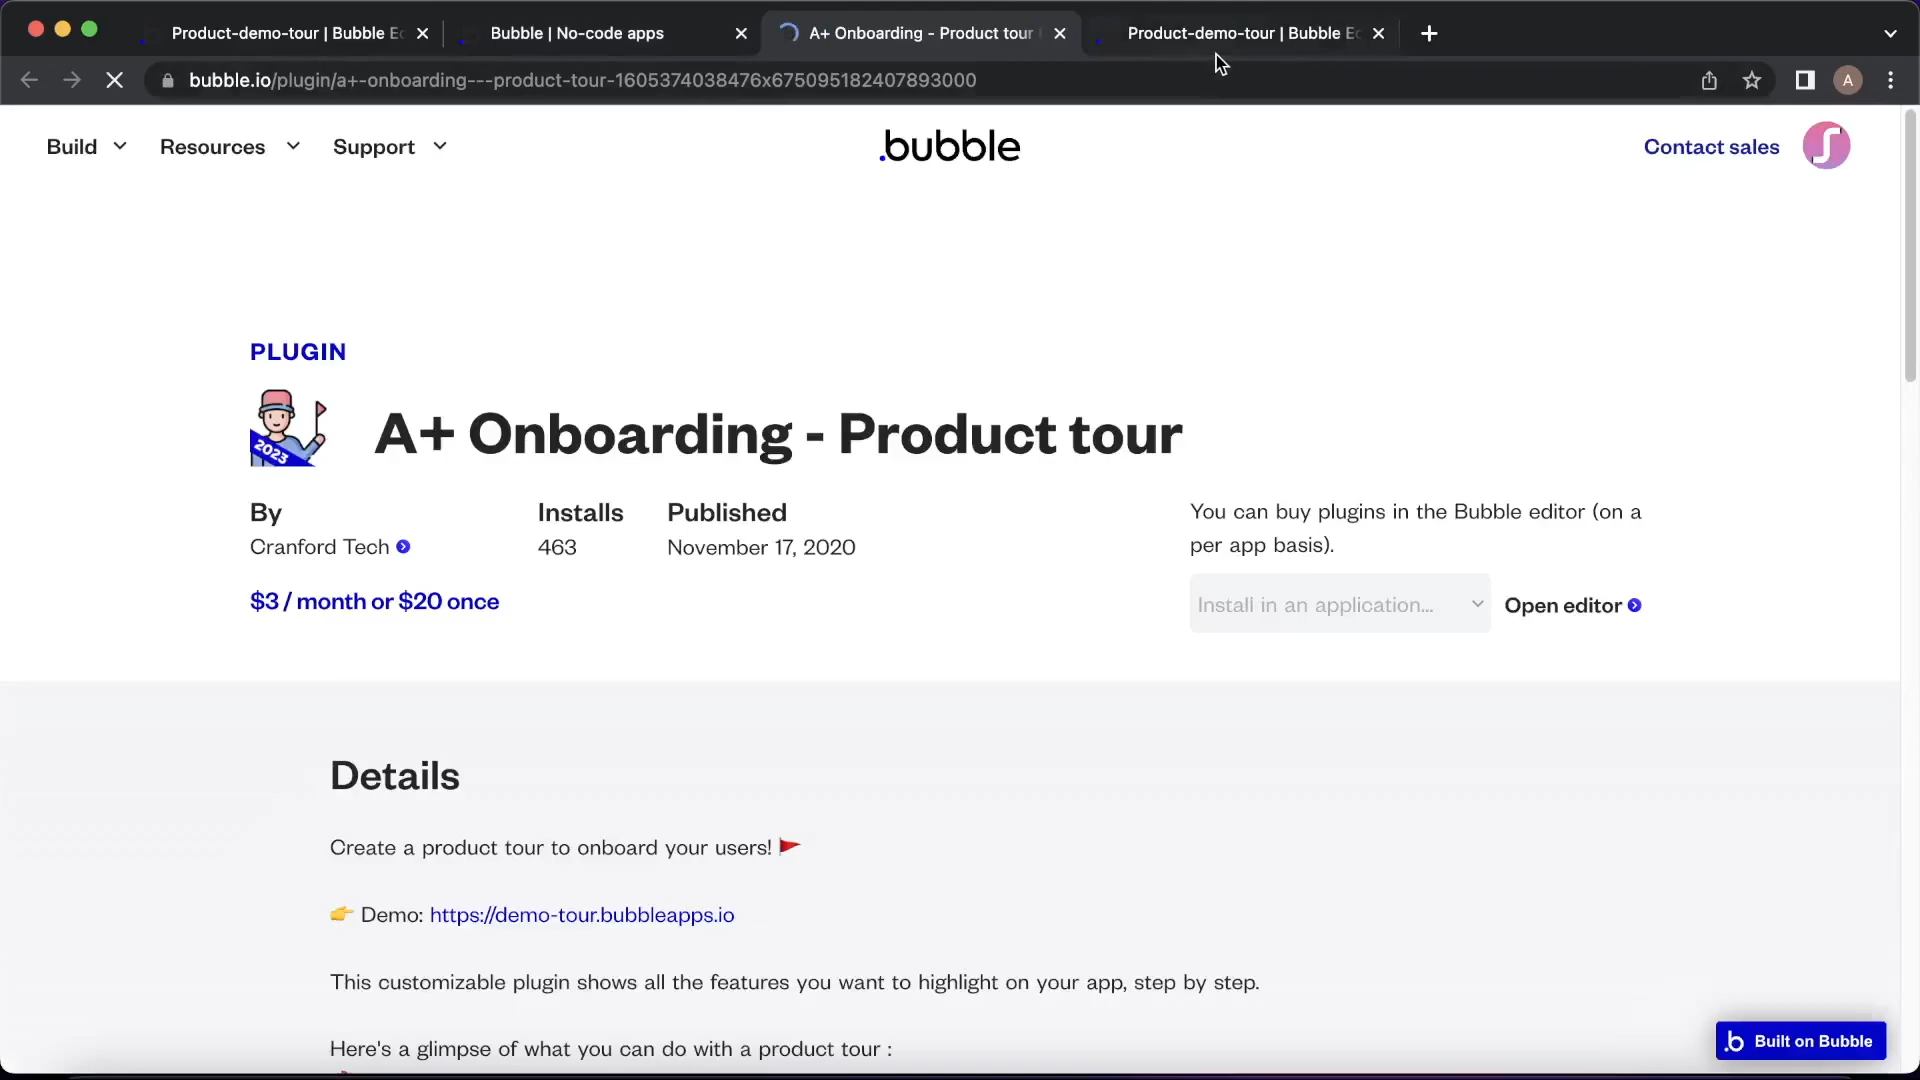 Product-demo-tour | Bubble Ec
Bubble | No-code apps
A+ Onboarding - Product tour
Product-demo-tour | Bubble Ec
bubble.io/plugin/a+-onboarding---product-tour-1605374038476x675095182407893000
A
Build
Resources
Support
.bubble
Contact sales
PLUGIN
2023
A+ Onboarding - Product tour
By
Installs
Published
You can buy plugins in the Bubble editor (on a
per app basis).
Cranford Tech
463
November 17, 2020
$3 / month or $20 once
Install in an application...
Open editor
Details
Create a product tour to onboard your users! 🚩
👉 Demo: https://demo-tour.bubbleapps.io
This customizable plugin shows all the features you want to highlight on your app, step by step.
Here's a glimpse of what you can do with a product tour :
.b Built on Bubble